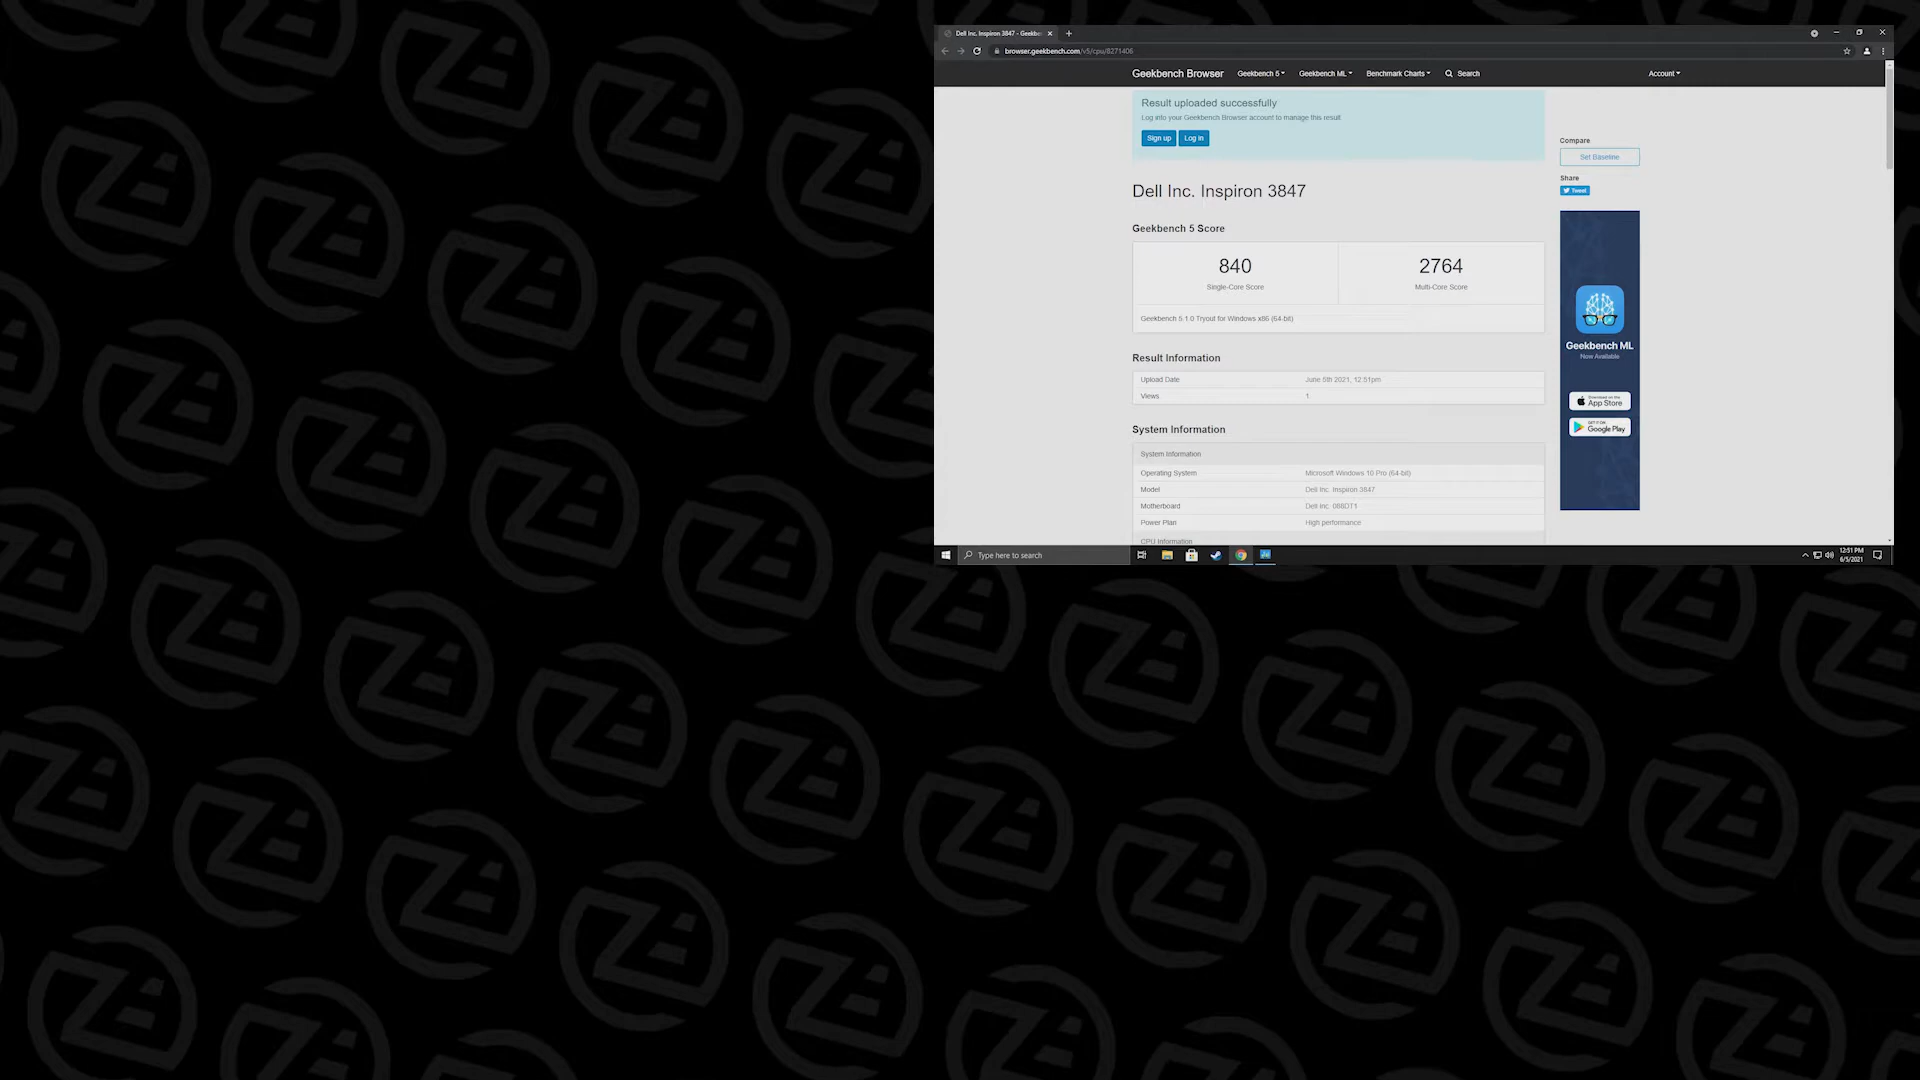 Dell Inc. Inspiron 3847 - Geekbe
browser.geekbench.com/v5/cpu/8271406
Geekbench Browser Geekbench 5 Geekbench ML Benchmark Charts Search Account
Result uploaded successfully
Log into your Geekbench Browser account to manage this result
Sign up Log in
Compare
Set Baseline
Share
Tweet
Dell Inc. Inspiron 3847
Geekbench 5 Score
840 2764
Single-Core Score Multi-Core Score
Geekbench 5.1.0 Tryout for Windows x86 (64-bit)
Geekbench ML
Now Available
Download on the
App Store
GET IT ON
Google Play
Result Information
Upload Date June 5th 2021, 12:51pm
Views 1
System Information
System Information
Operating System Microsoft Windows 10 Pro (64-bit)
Model Dell Inc. Inspiron 3847
Motherboard Dell Inc. 088DT1
Power Plan High performance
CPU Information
Type here to search
12:51 PM
6/5/2021